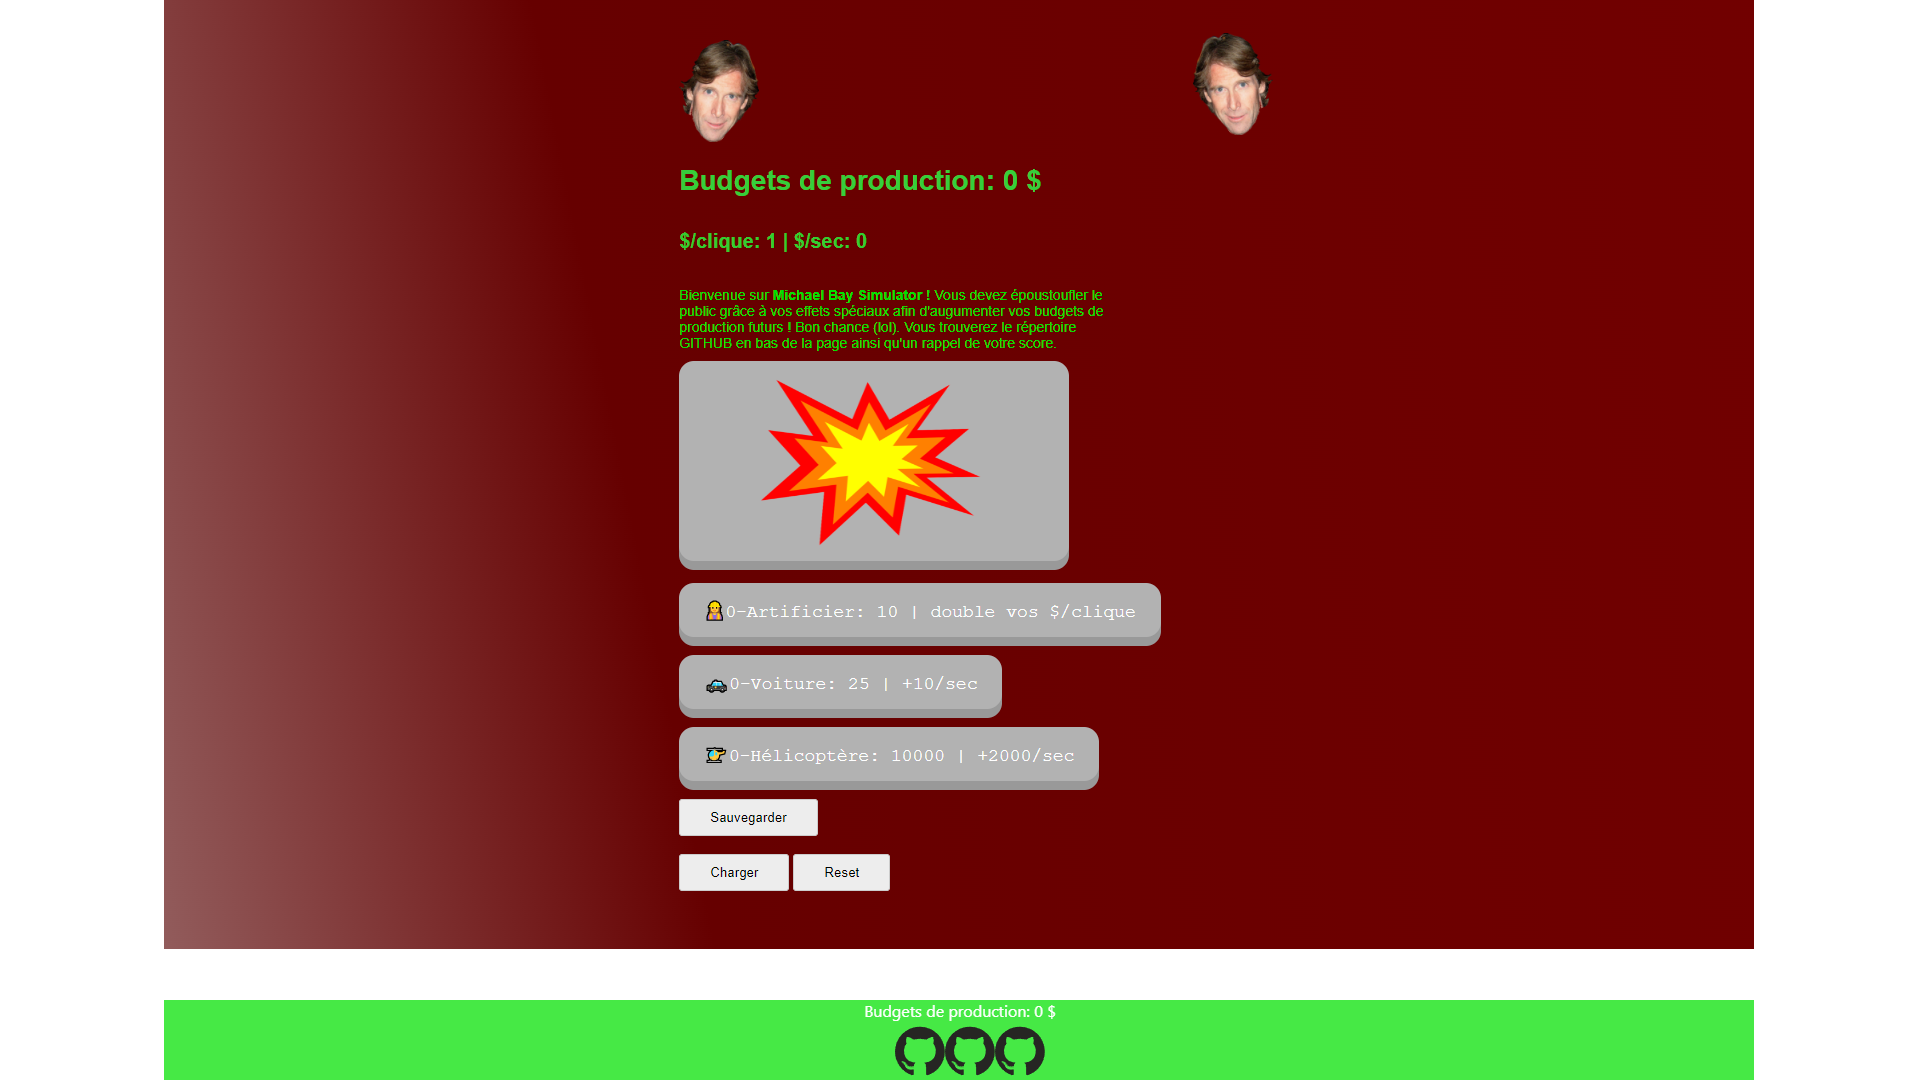 Budgets de production: 0 $
$/clique: 1 | $/sec: 0
Bienvenue sur Michael Bay Simulator ! Vous devez époustoufler le
public grâce à vos effets spéciaux afin d'augumenter vos budgets de
production futurs ! Bon chance (lol). Vous trouverez le répertoire
GITHUB en bas de la page ainsi qu'un rappel de votre score.
0-Artificier: 10 | double vos $/clique
0-Voiture: 25 | +10/sec
0-Hélicoptère: 10000 | +2000/sec
Sauvegarder
Charger Reset
Budgets de production: 0 $